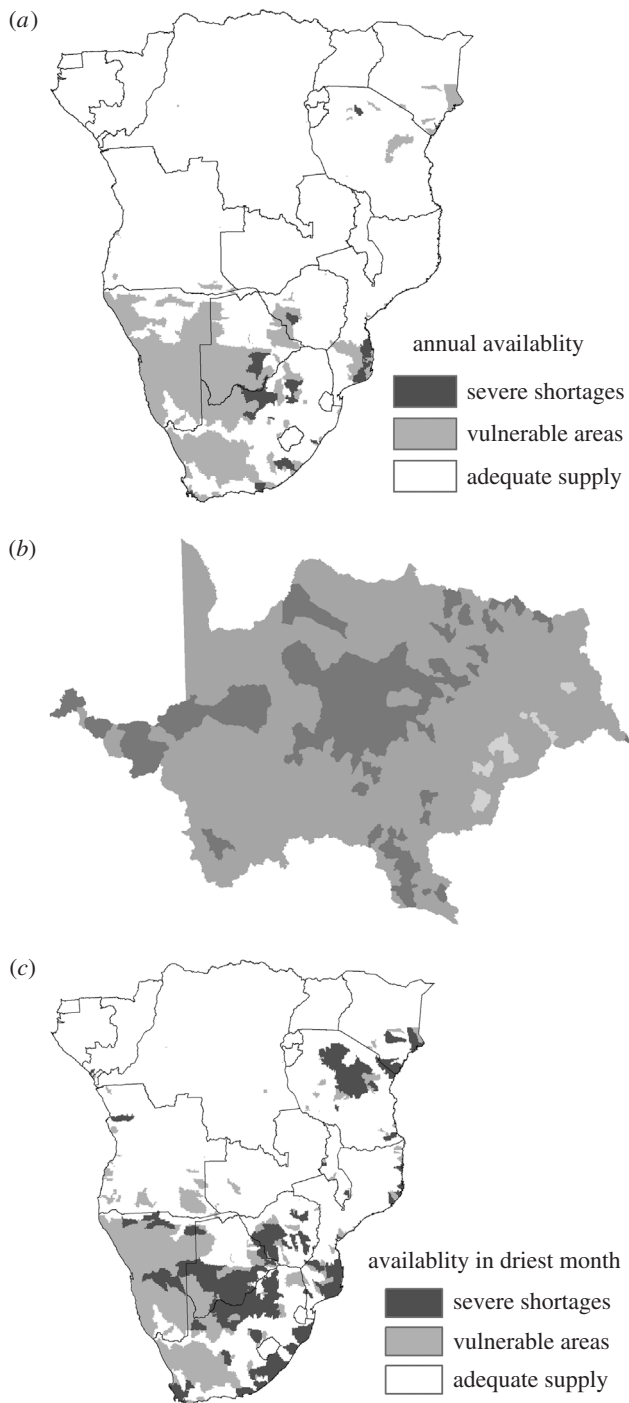 (a)
annual availablity
severe shortages
vulnerable areas
adequate supply
(b)
(c)
availablity in driest month
severe shortages
vulnerable areas
adequate supply